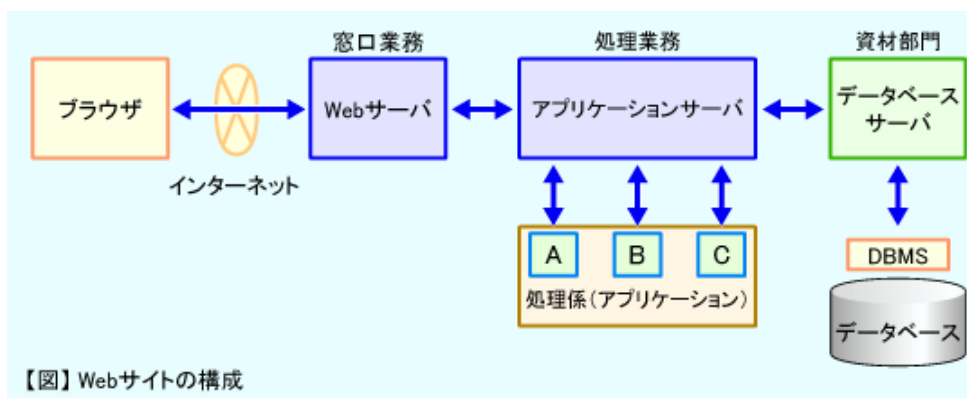 窓口業務
処理業務
資材部門
ブラウザ
Webサーバ
アプリケーションサーバ
データベース
サーバ
インターネット
A
B
C
処理係(アプリケーション)
DBMS
データベース
【図】Webサイトの構成